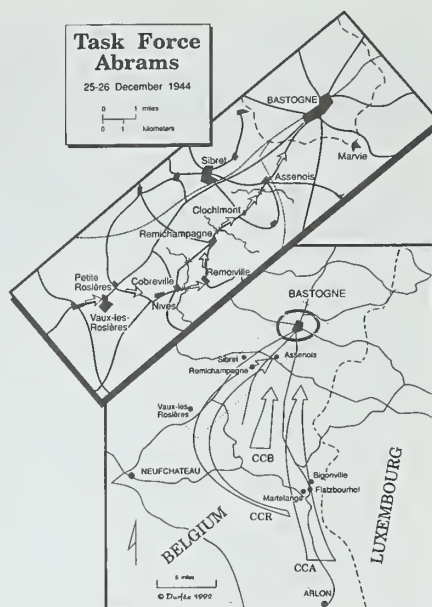 Task Force
Abrams
25-26 December 1944
0 1 miles
0 1 kilometers
BASTOGNE
Marvie
Sibret
Assenois
Clochimont
Remichampagne
Petite
Rosières
Cobreville
Remoiville
Nives
Vaux-les-
Rosières
BASTOGNE
Sibret
Assenois
Remichampagne
Vaux-les
Rosières
CCB
NEUFCHATEAU
Bigonville
Flatzbourhof
Martelange
CCR
BELGIUM
LUXEMBOURG
CCA
5 miles
ARLON
1992